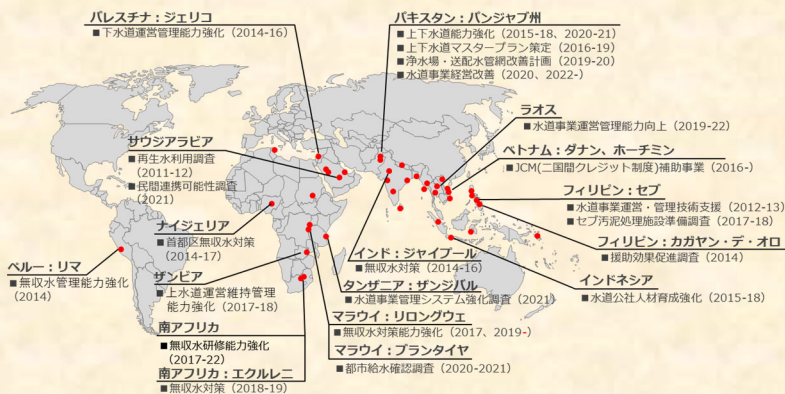 パレスチナ：ジェリコ
■下水道運営管理能力強化（2014-16）
パキスタン：パンジャブ州
■上下水道能力強化（2015-18、2020-21）
■上下水道マスタープラン策定（2016-19）
■浄水場・送配水管網改善計画（2019-20）
■水道事業経営改善（2020、2022-）
サウジアラビア
■再生水利用調査
（2011-12）
■民間連携可能性調査
（2021）
ラオス
■水道事業運営管理能力向上（2019-22）
ベトナム：ダナン、ホーチミン
■JCM(二国間クレジット制度)補助事業（2016-）
フィリピン：セブ
■水道事業運営・管理技術支援（2012-13）
■セブ汚泥処理施設準備調査（2017-18）
フィリピン：カガヤン・デ・オロ
■援助効果促進調査（2014）
ナイジェリア
■首都区無収水対策
（2014-17）
インド：ジャイプール
■無収水対策（2014-16）
インドネシア
■水道公社人材育成強化（2015-18）
ペルー：リマ
■無収水管理能力強化
（2014）
ザンビア
■上水道運営維持管理
能力強化（2017-18）
タンザニア：ザンジバル
■水道事業管理システム強化調査（2021）
マラウイ：リロングウェ
■無収水対策能力強化（2017、2019-）
南アフリカ
■無収水研修能力強化
（2017-22）
マラウイ：ブランタイヤ
■都市給水確認調査（2020-2021）
南アフリカ：エクルレニ
■無収水対策（2018-19）